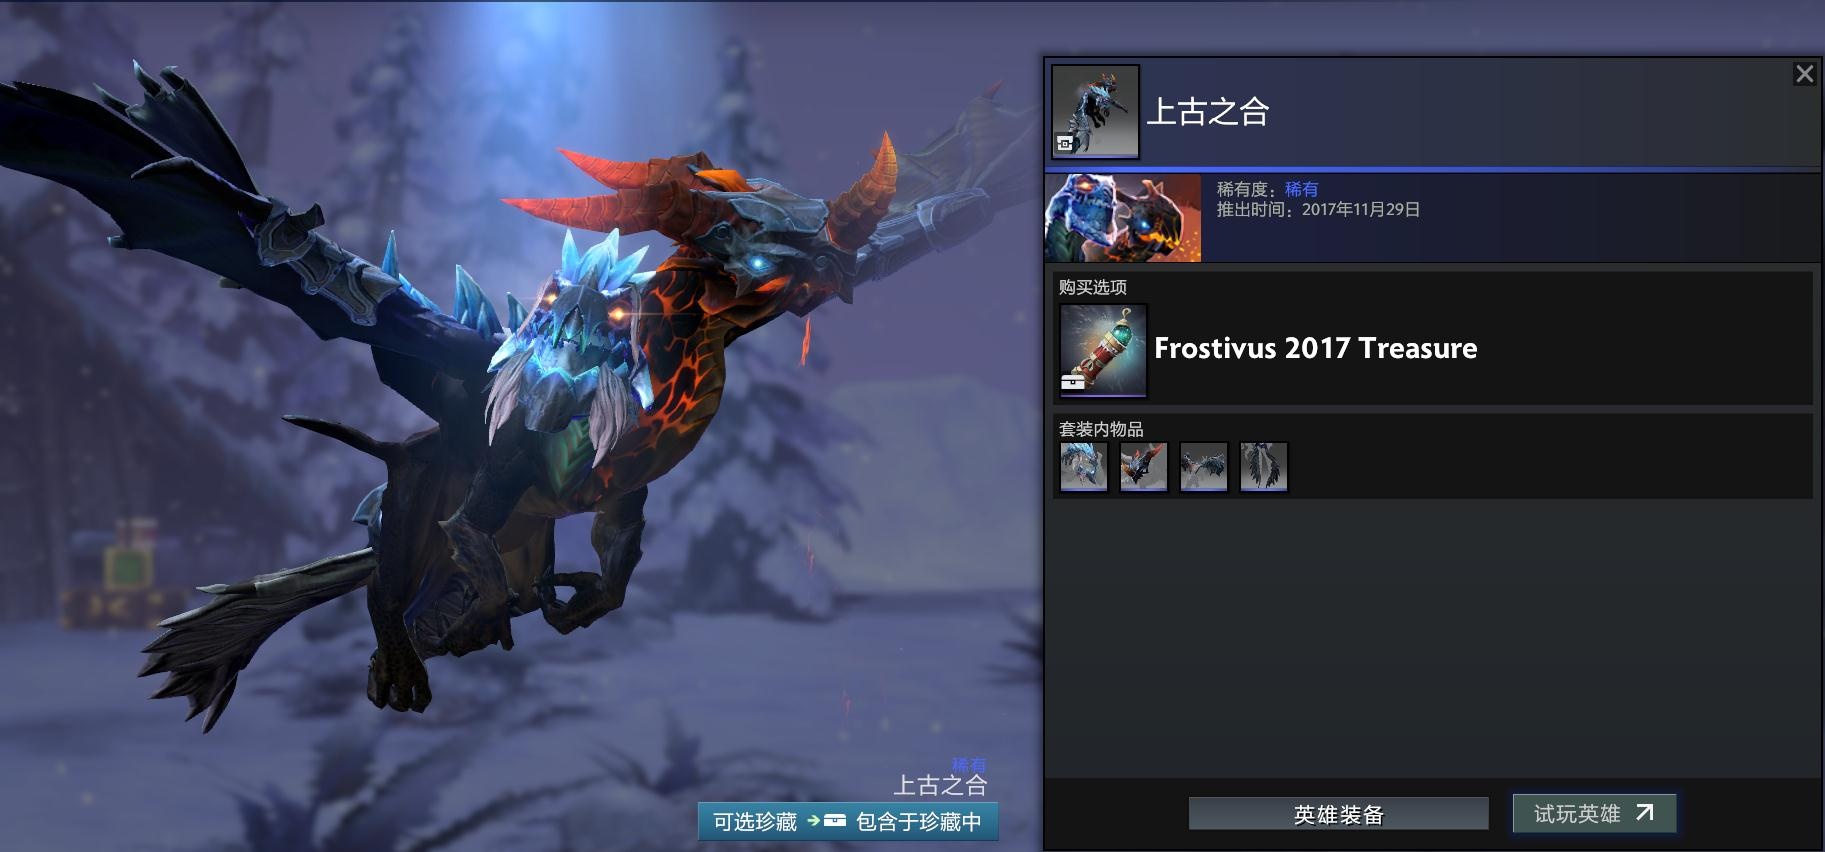 上古之合
稀有度：稀有
推出时间：2017年11月29日
购买选项
Frostivus 2017 Treasure
套装内物品
稀有
上古之合
可选珍藏 包含于珍藏中
英雄装备
试玩英雄